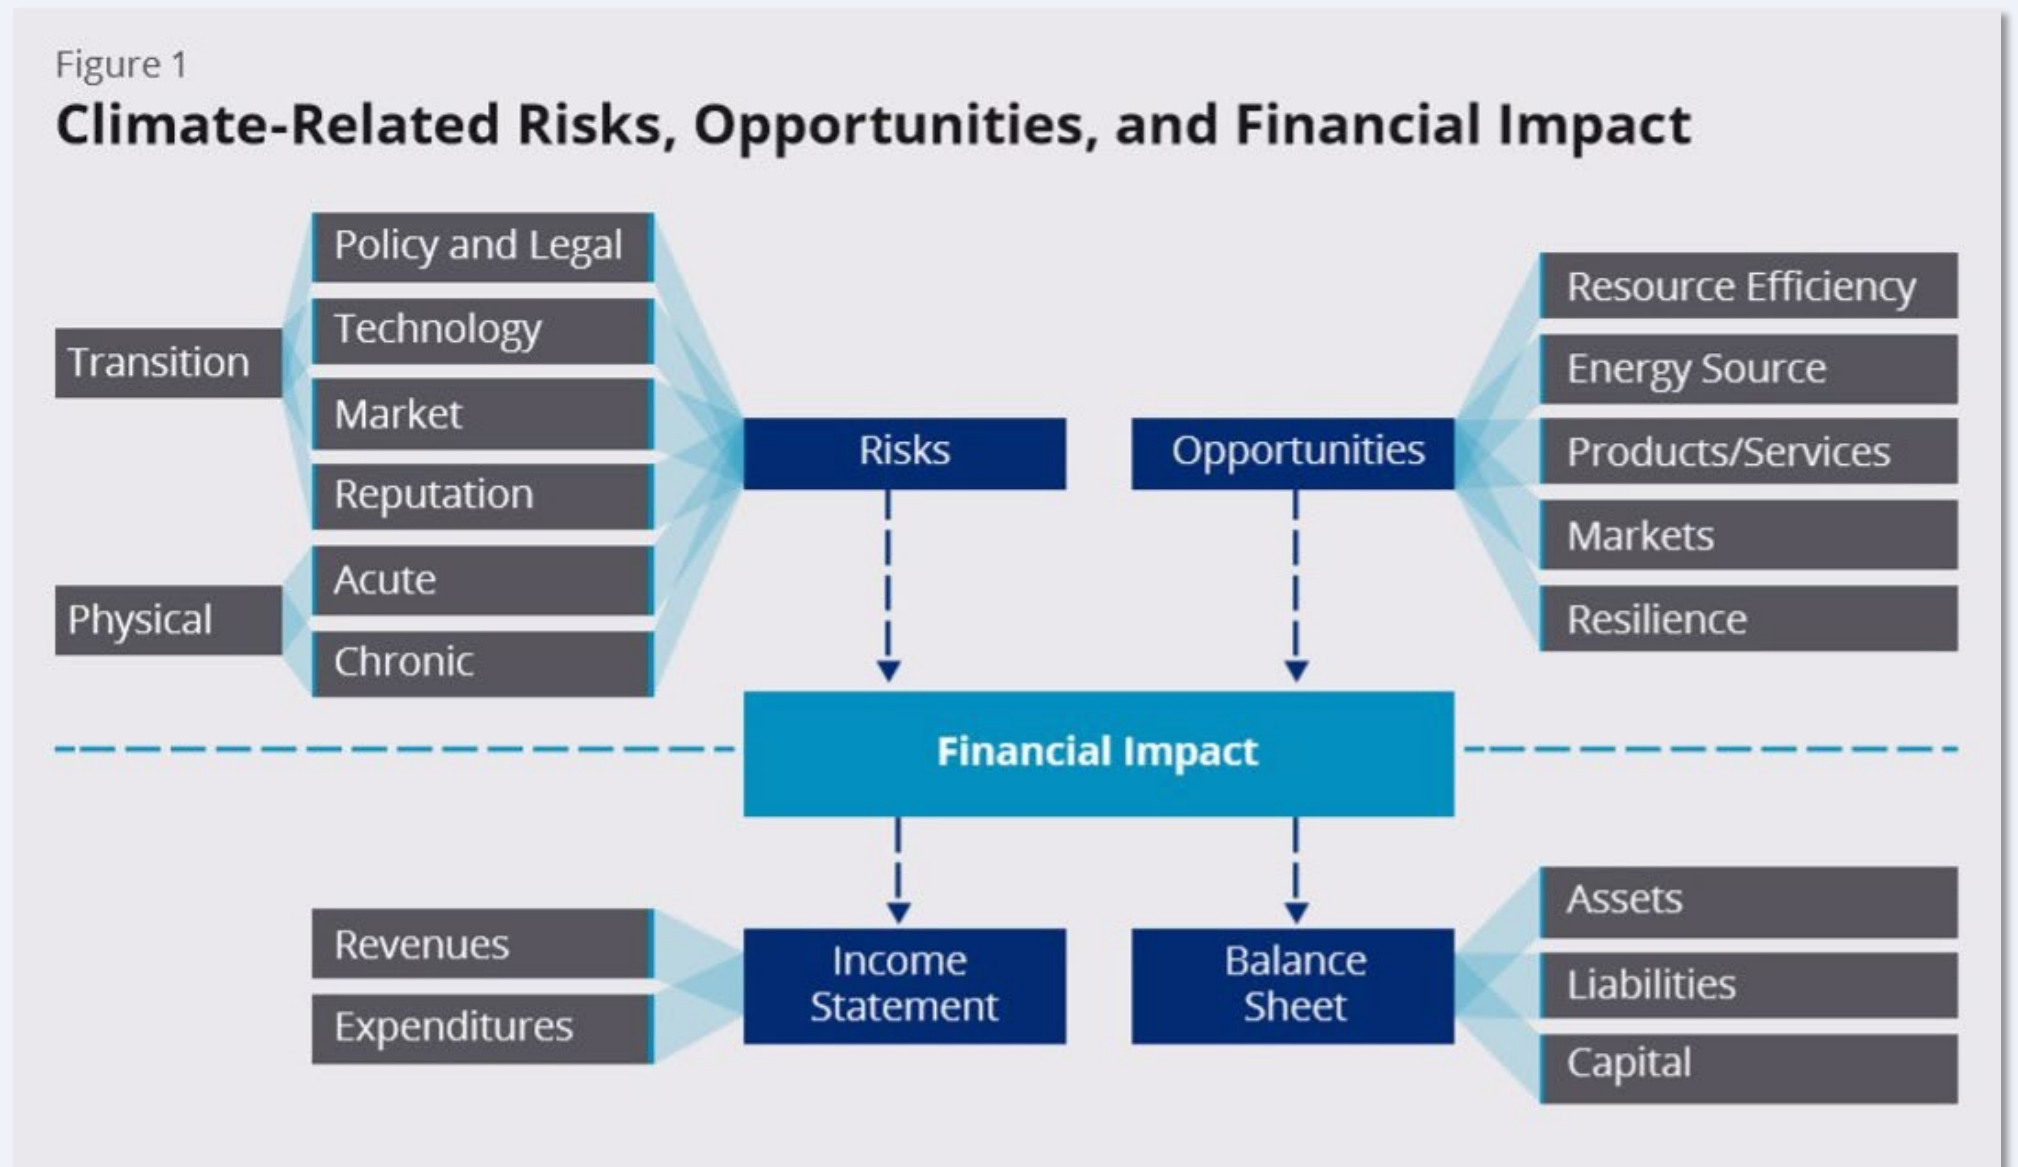 Figure 1
Climate-Related Risks, Opportunities, and Financial Impact
Transition
Physical
Policy and Legal
Technology
Market
Reputation
Acute
Chronic
Risks
Opportunities
Resource Efficiency
Energy Source
Products/Services
Markets
Resilience
Financial Impact
Revenues
Expenditures
Income
Statement
Balance
Sheet
Assets
Liabilities
Capital